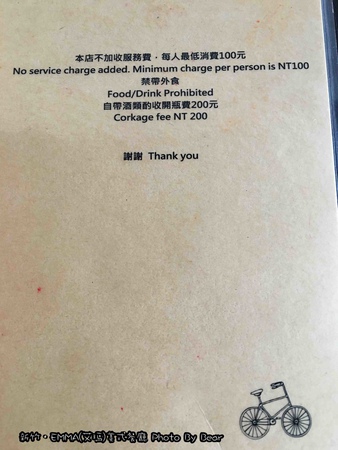 本店不加收服務費，每人最低消費100元
No service charge added. Minimum charge per person is NT100
禁帶外食
Food/Drink Prohibited
自帶酒類酌收開瓶費200元
Corkage fee NT 200
謝謝 Thank you
新竹。EMMA(艾瑪)義式餐廳 Photo By Dear